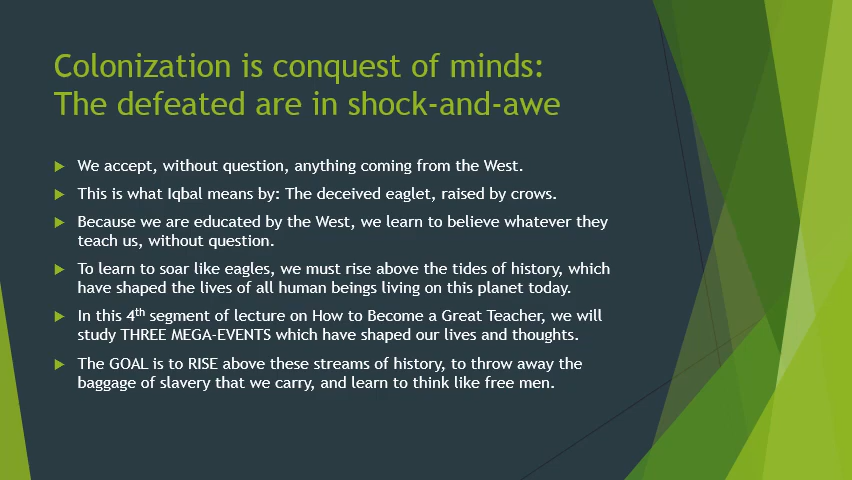 Colonization is conquest of minds:
The defeated are in shock-and-awe
We accept, without question, anything coming from the West.
This is what Iqbal means by: The deceived eaglet, raised by crows.
Because we are educated by the West, we learn to believe whatever they
teach us, without question.
To learn to soar like eagles, we must rise above the tides of history, which
have shaped the lives of all human beings living on this planet today.
In this 4th segment of lecture on How to Become a Great Teacher, we will
study THREE MEGA-EVENTS which have shaped our lives and thoughts.
The GOAL is to RISE above these streams of history, to throw away the
baggage of slavery that we carry, and learn to think like free men.